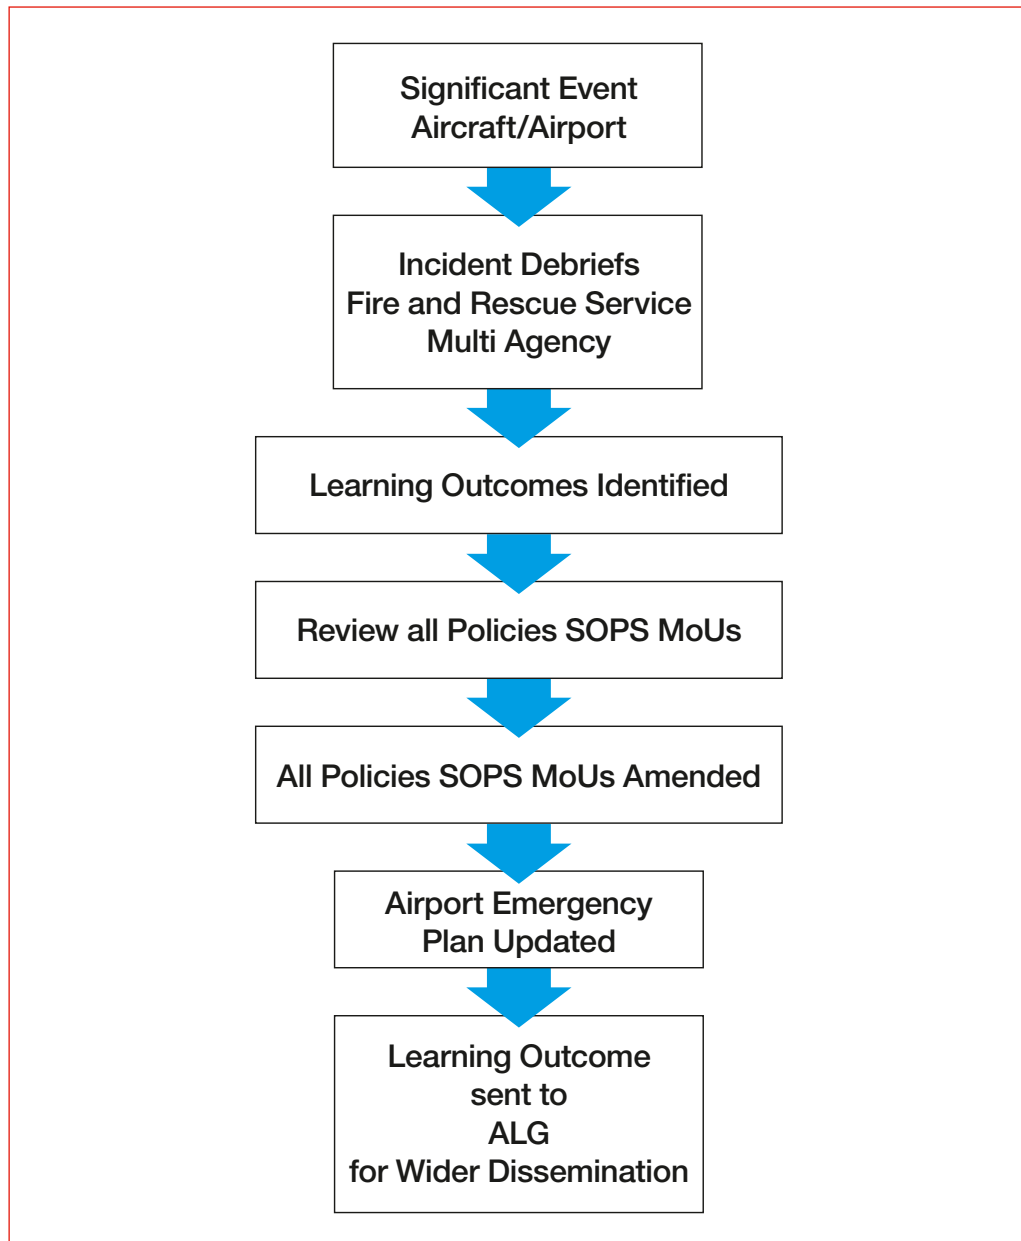 Significant Event
Aircraft/Airport
Incident Debriefs
Fire and Rescue Service
Multi Agency
Learning Outcomes Identified
Review all Policies SOPS MoUs
All Policies SOPS MoUs Amended
Airport Emergency
Plan Updated
Learning Outcome
sent to
ALG
for Wider Dissemination